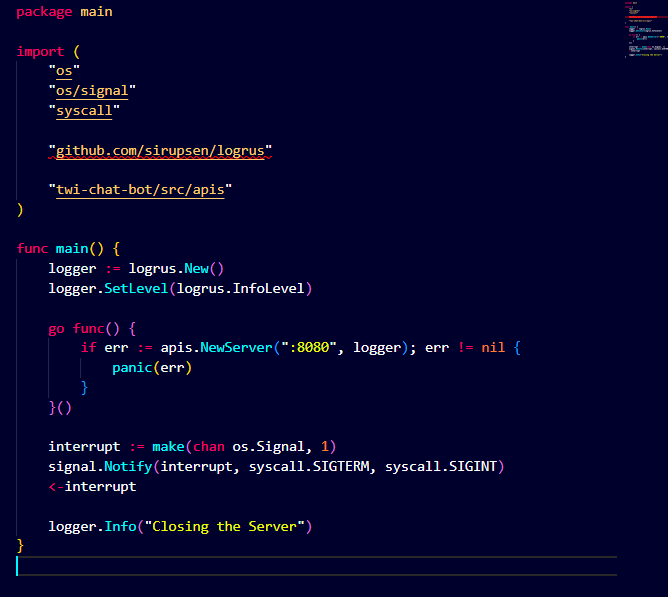 package main
import (
"os"
"os/signal"
"syscall"
"github.com/sirupsen/logrus"
"twi-chat-bot/src/apis"
)
func main() {
logger := logrus.New()
logger.SetLevel(logrus.InfoLevel)
go func() {
if err := apis.NewServer(":8080", logger); err != nil {
panic(err)
}
}()
interrupt := make(chan os.Signal, 1)
signal.Notify(interrupt, syscall.SIGTERM, syscall.SIGINT)
<-interrupt
logger.Info("Closing the Server")
}